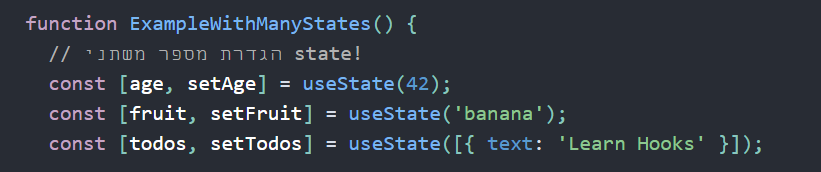 function ExampleWithManyStates() {
// הגדרת מספר משתני state!
const [age, setAge] = useState(42);
const [fruit, setFruit] = useState('banana');
const [todos, setTodos] = useState([{ text: 'Learn Hooks' }]);